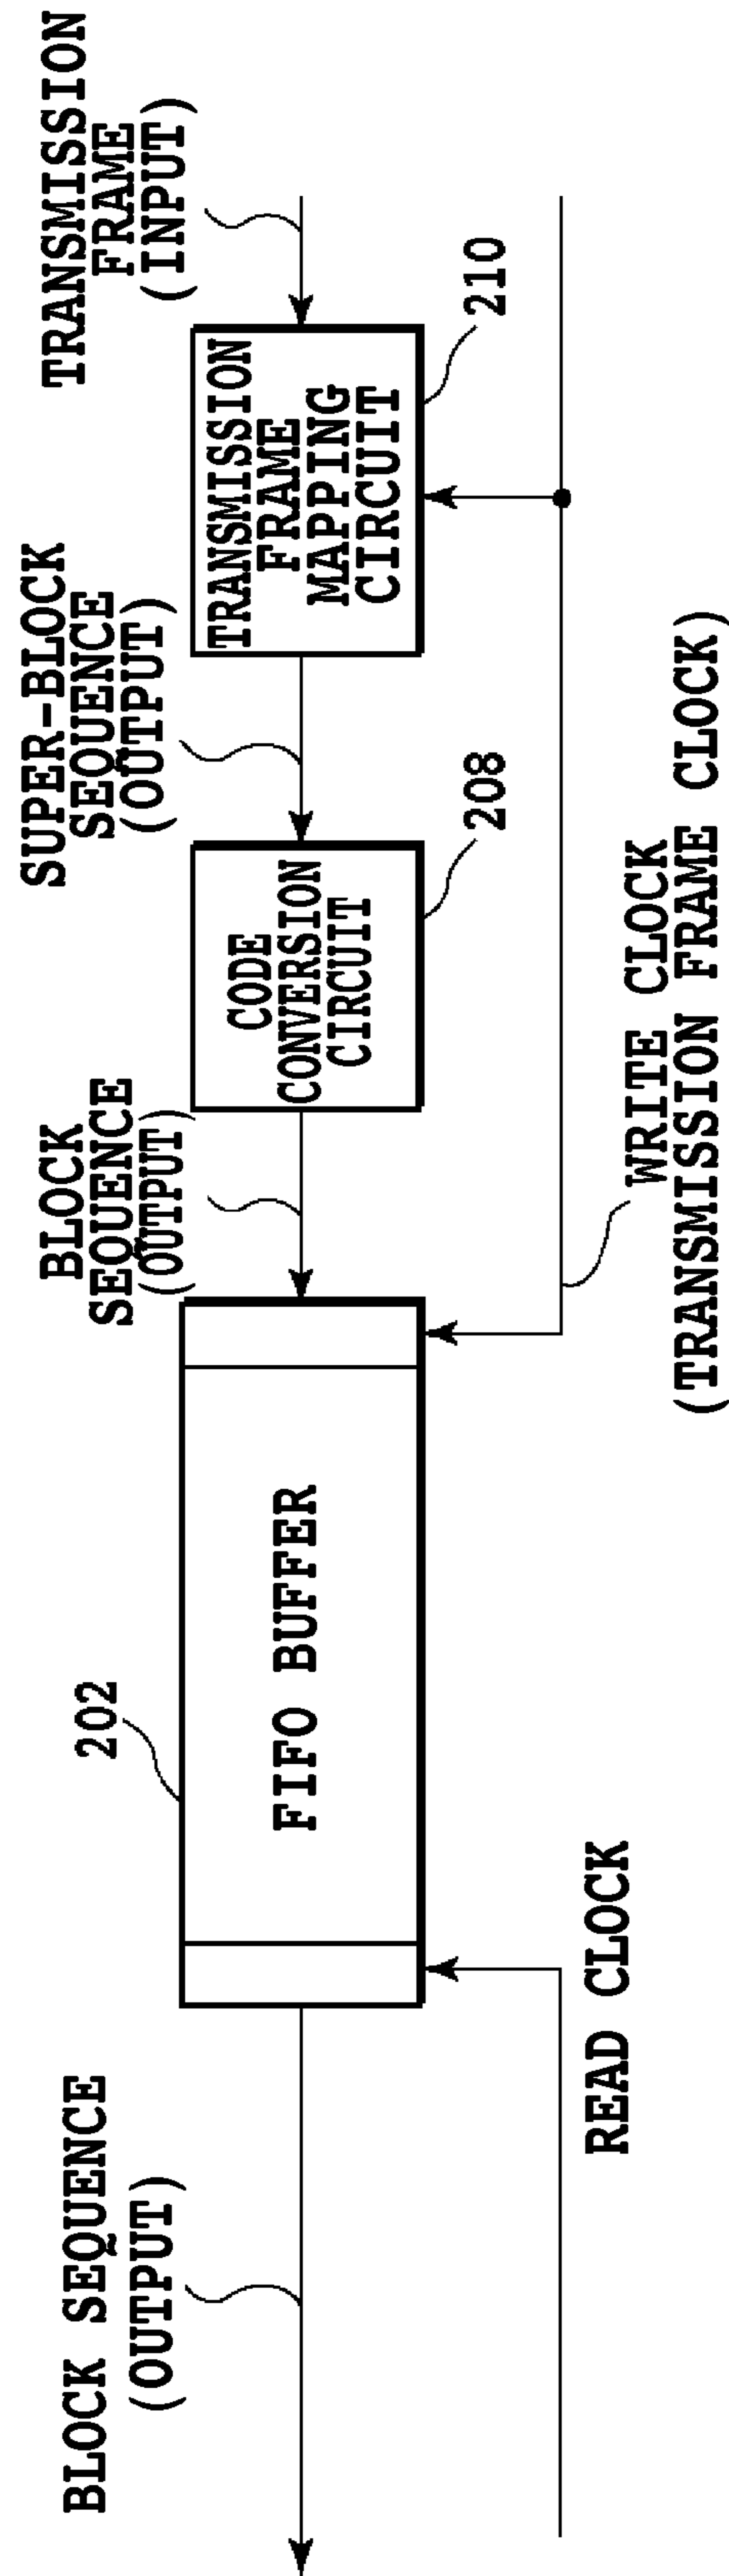 BLOCK SEQUENCE
(OUTPUT)
202
FIFO BUFFER
READ CLOCK
BLOCK
SEQUENCE
(OUTPUT)
CODE
CONVERSION
CIRCUIT
208
SUPER-BLOCK
SEQUENCE
(OUTPUT)
TRANSMISSION
FRAME
MAPPING
CIRCUIT
210
TRANSMISSION
FRAME
(INPUT)
WRITE CLOCK
(TRANSMISSION FRAME CLOCK)